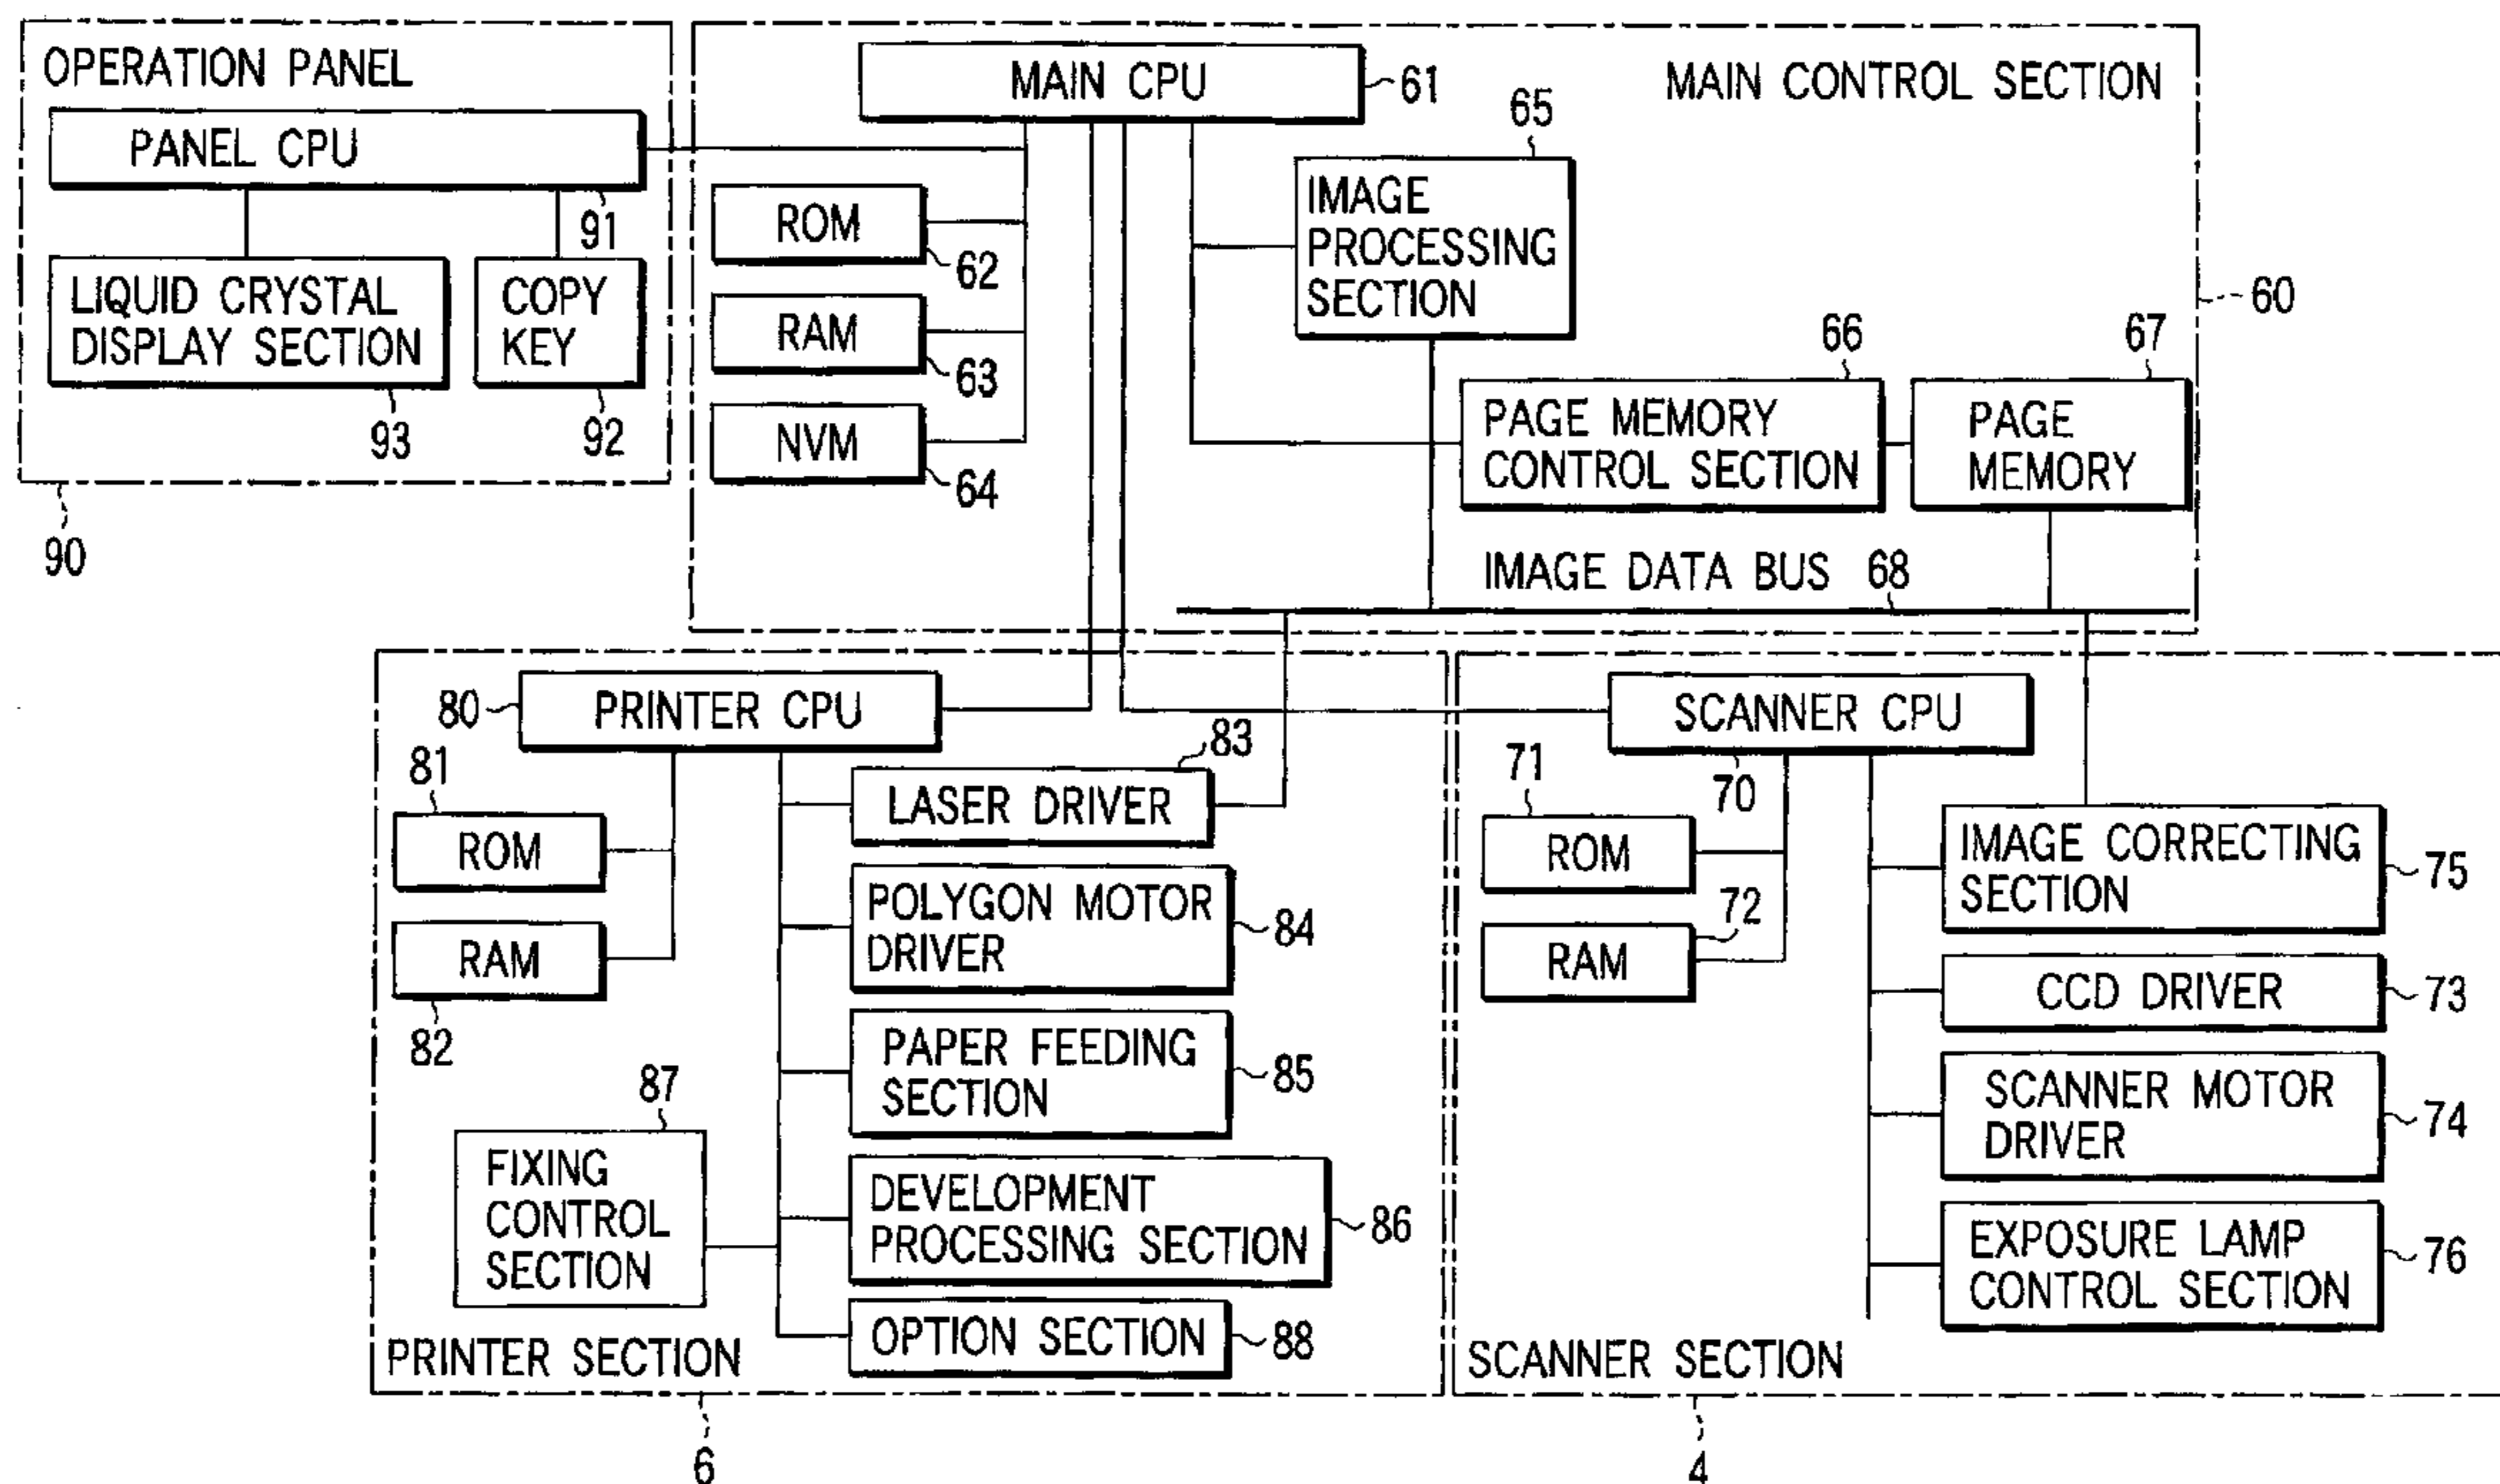 OPERATION PANEL
PANEL CPU
91
LIQUID CRYSTAL
DISPLAY SECTION
93
COPY
KEY
92
90
MAIN CONTROL SECTION
MAIN CPU
61
ROM
62
RAM
63
NVM
64
65
IMAGE
PROCESSING
SECTION
66
PAGE MEMORY
CONTROL SECTION
67
PAGE
MEMORY
60
IMAGE DATA BUS 68
80
PRINTER CPU
81
ROM
RAM
82
83
LASER DRIVER
POLYGON MOTOR
DRIVER
84
PAPER FEEDING
SECTION
85
87
FIXING
CONTROL
SECTION
DEVELOPMENT
PROCESSING SECTION
86
OPTION SECTION
88
PRINTER SECTION
6
SCANNER CPU
70
71
ROM
72
RAM
IMAGE CORRECTING
SECTION
75
CCD DRIVER
73
SCANNER MOTOR
DRIVER
74
EXPOSURE LAMP
CONTROL SECTION
76
SCANNER SECTION
4